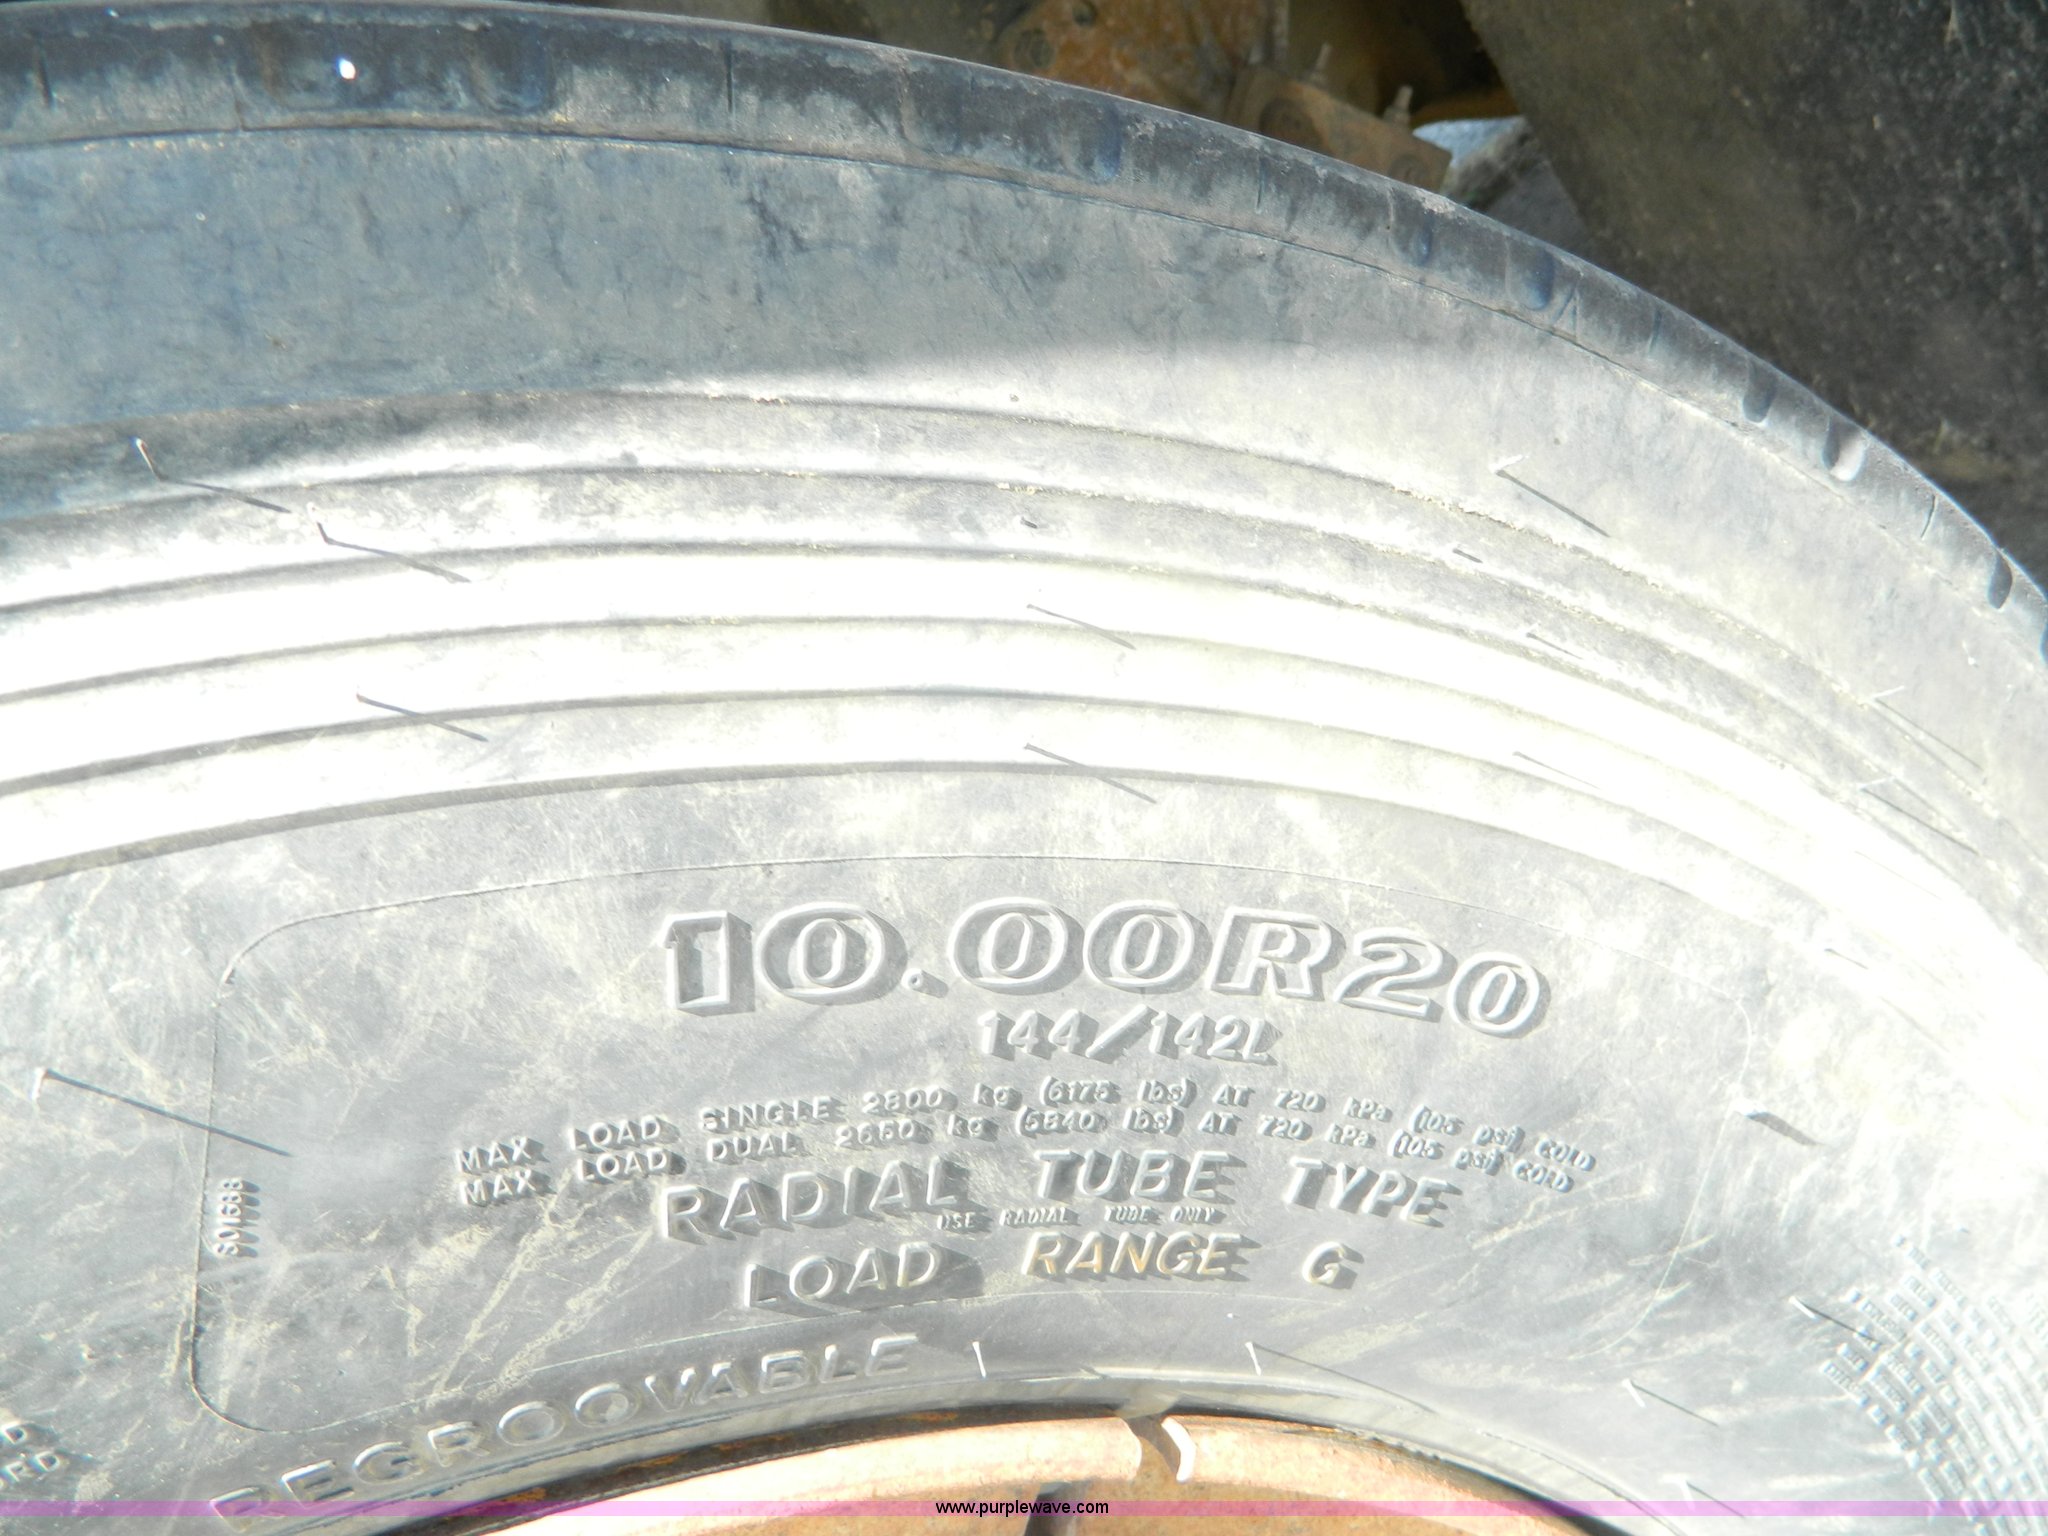 10.00R20
144/142L
MAX LOAD SINGLE 2800 kg (6175 lbs) AT 720 kPa (105 psi) COLD
MAX LOAD DUAL 2650 kg (5840 lbs) AT 720 kPa (105 psi) COLD
RADIAL TUBE TYPE
USE RADIAL TUBE ONLY
LOAD RANGE G
SO1688
REGROOVABLE
www.purplewave.com